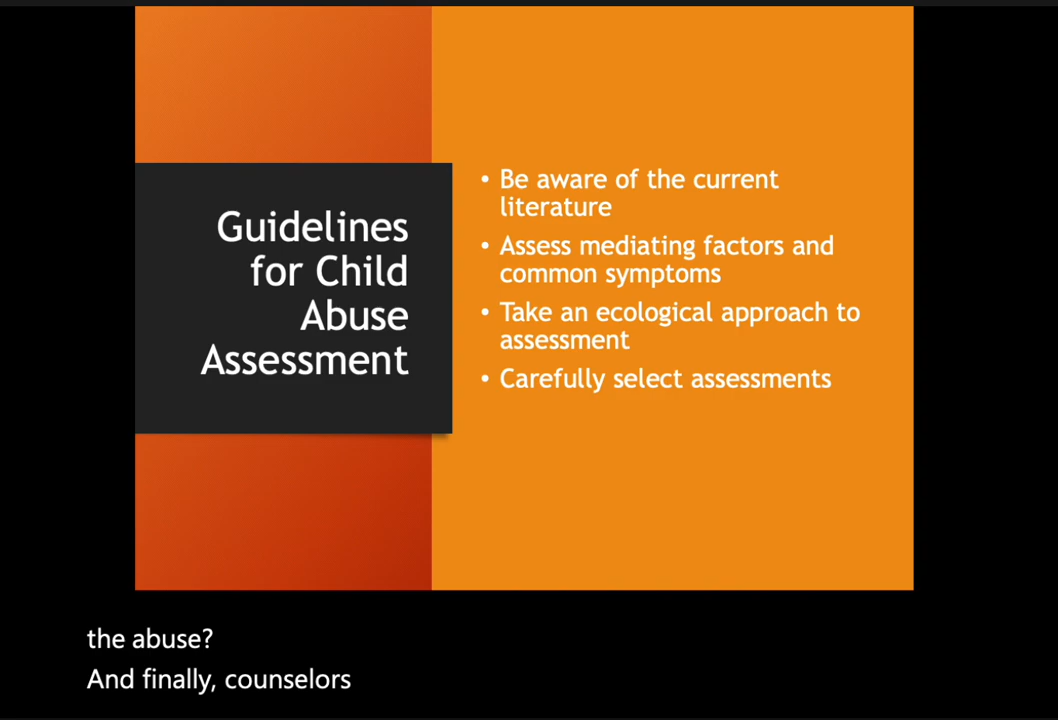 Guidelines
for Child
Abuse
Assessment
• Be aware of the current
literature
• Assess mediating factors and
common symptoms
• Take an ecological approach to
assessment
• Carefully select assessments
the abuse?
And finally, counselors